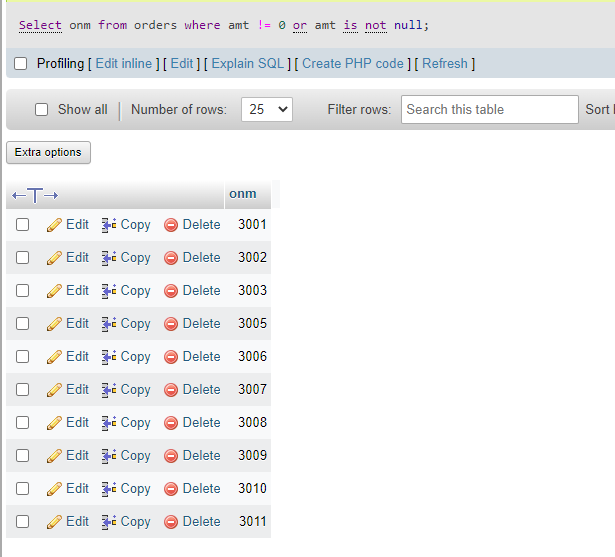 Select onm from orders where amt != 0 or amt is not null;
Profiling [ Edit inline ] [ Edit ] [ Explain SQL ] [ Create PHP code ] [ Refresh ]
Show all Number of rows: 25 Filter rows: Search this table Sort
Extra options
←T→ onm
Edit Copy Delete 3001
Edit Copy Delete 3002
Edit Copy Delete 3003
Edit Copy Delete 3005
Edit Copy Delete 3006
Edit Copy Delete 3007
Edit Copy Delete 3008
Edit Copy Delete 3009
Edit Copy Delete 3010
Edit Copy Delete 3011